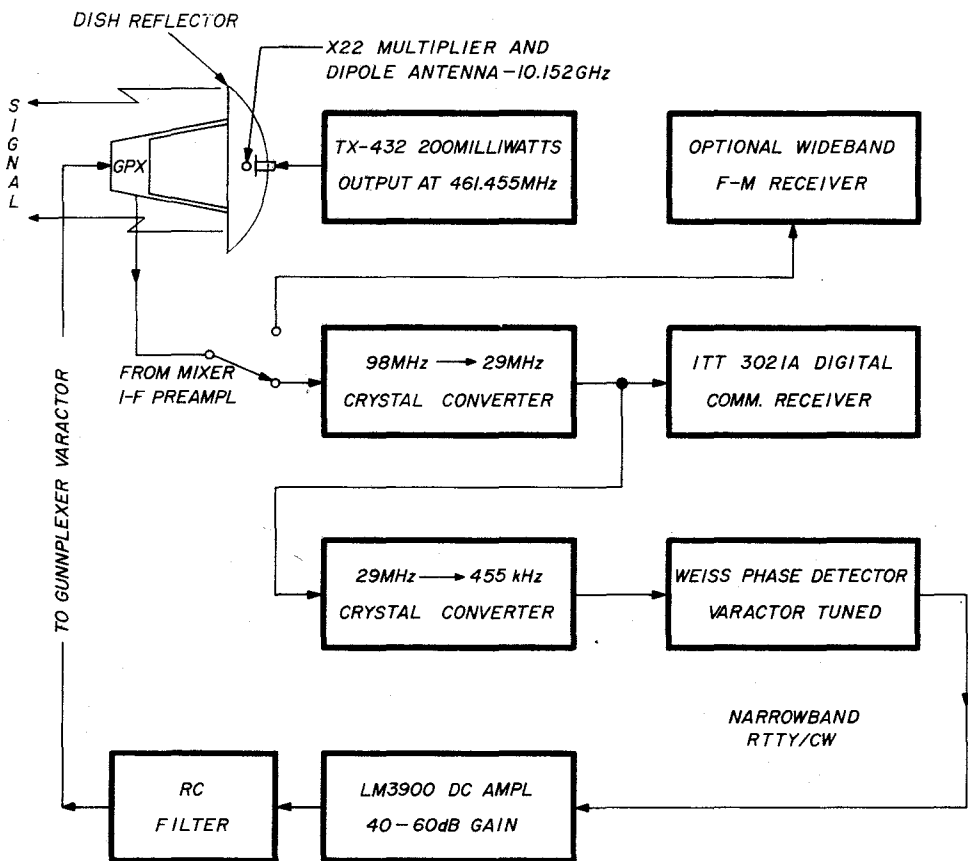 DISH REFLECTOR
X22 MULTIPLIER AND
DIPOLE ANTENNA-10.152GHz
SIGNAL
GPX
TX-432 200MILLIWATTS
OUTPUT AT 461.455MHz
OPTIONAL WIDEBAND
F-M RECEIVER
FROM MIXER
I-F PREAMPL
98MHz 29MHz
CRYSTAL CONVERTER
ITT 3021A DIGITAL
COMM. RECEIVER
TO GUNNPLEXER VARACTOR
29MHz 455 kHz
CRYSTAL CONVERTER
WEISS PHASE DETECTOR
VARACTOR TUNED
NARROWBAND
RTTY/CW
RC
FILTER
LM3900 DC AMPL
40-60dB GAIN